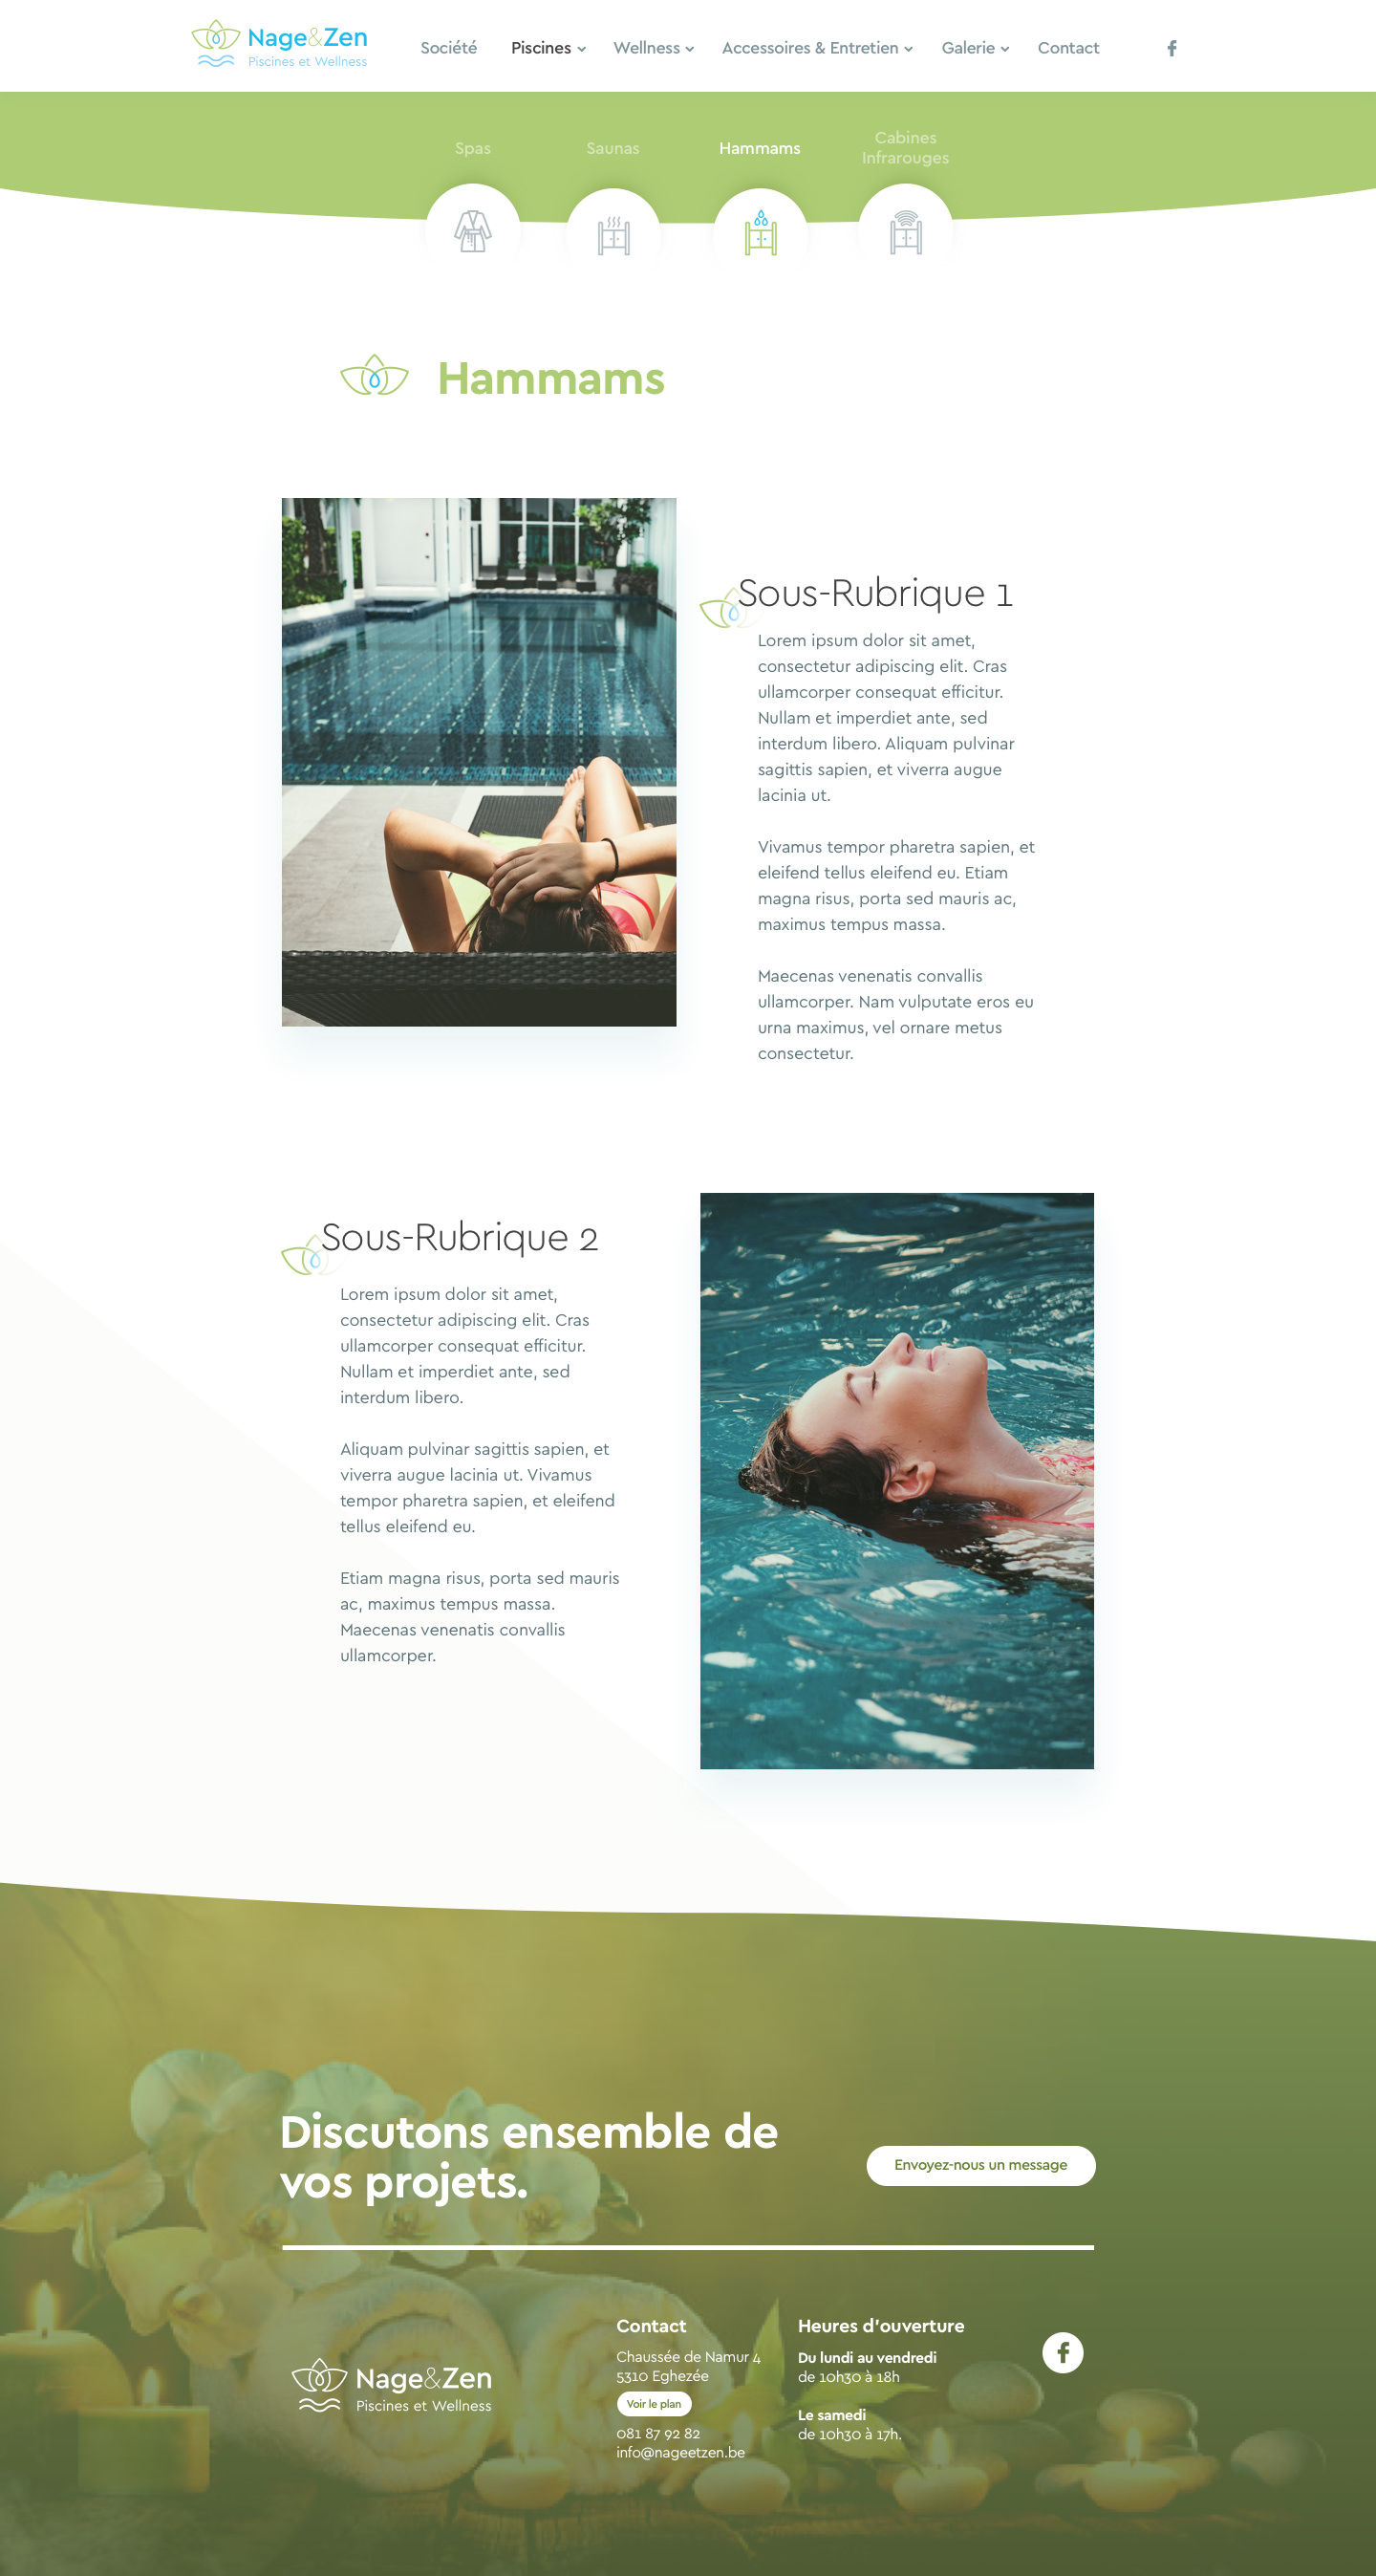 Nage&Zen
Piscines et Wellness
Société
Piscines
Wellness
Accessoires & Entretien
Galerie
Contact
Spas
Saunas
Hammams
Cabines
Infrarouges
Hammams
Sous-Rubrique 1
Lorem ipsum dolor sit amet,
consectetur adipiscing elit. Cras
ullamcorper consequat efficitur.
Nullam et imperdiet ante, sed
interdum libero. Aliquam pulvinar
sagittis sapien, et viverra augue
lacinia ut.
Vivamus tempor pharetra sapien, et
eleifend tellus eleifend eu. Etiam
magna risus, porta sed mauris ac,
maximus tempus massa.
Maecenas venenatis convallis
ullamcorper. Nam vulputate eros eu
urna maximus, vel ornare metus
consectetur.
Sous-Rubrique 2
Lorem ipsum dolor sit amet,
consectetur adipiscing elit. Cras
ullamcorper consequat efficitur.
Nullam et imperdiet ante, sed
interdum libero.
Aliquam pulvinar sagittis sapien, et
viverra augue lacinia ut. Vivamus
tempor pharetra sapien, et eleifend
tellus eleifend eu.
Etiam magna risus, porta sed mauris
ac, maximus tempus massa.
Maecenas venenatis convallis
ullamcorper.
Discutons ensemble de
vos projets.
Envoyez-nous un message
Nage&Zen
Piscines et Wellness
Contact
Chaussée de Namur 4
5310 Eghezée
Voir le plan
081 87 92 82
info@nageetzen.be
Heures d'ouverture
Du lundi au vendredi
de 10h30 à 18h
Le samedi
de 10h30 à 17h.